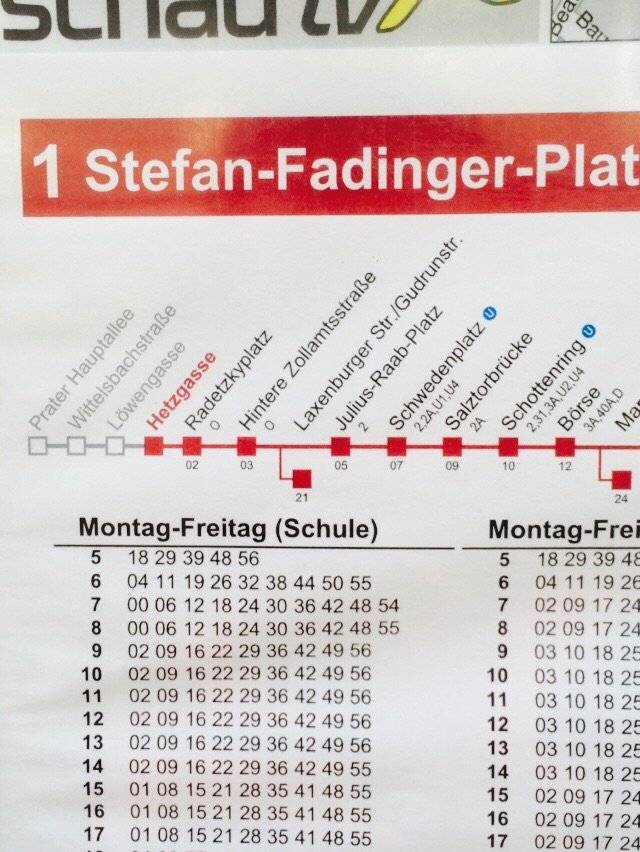 schau tv
Bea
Bau
1 Stefan-Fadinger-Plat
Prater Hauptallee
Wittelsbachstraße
Löwengasse
Hetzgasse
Radetzkyplatz
0
Hintere Zollamtsstraße
0
Laxenburger Str./Gudrunstr.
Julius-Raab-Platz
2
Schwedenplatz U
2,2A,U1,U4
Salztorbrücke
2A
Schottenring U
2,31,3A,U2,U4
Börse
3A,40A,D
Mar
02 03 21 05 07 09 10 12 24
Montag-Freitag (Schule)
5 18 29 39 48 56
6 04 11 19 26 32 38 44 50 55
7 00 06 12 18 24 30 36 42 48 54
8 00 06 12 18 24 30 36 42 48 55
9 02 09 16 22 29 36 42 49 56
10 02 09 16 22 29 36 42 49 56
11 02 09 16 22 29 36 42 49 56
12 02 09 16 22 29 36 42 49 56
13 02 09 16 22 29 36 42 49 56
14 02 09 16 22 29 36 42 49 55
15 01 08 15 21 28 35 41 48 55
16 01 08 15 21 28 35 41 48 55
17 01 08 15 21 28 35 41 48 55
Montag-Frei
5 18 29 39 48
6 04 11 19 26
7 02 09 17 24
8 02 09 17 24
9 03 10 18 25
10 03 10 18 25
11 03 10 18 25
12 03 10 18 25
13 03 10 18 25
14 03 10 18 25
15 02 09 17 24
16 02 09 17 24
17 02 09 17 24